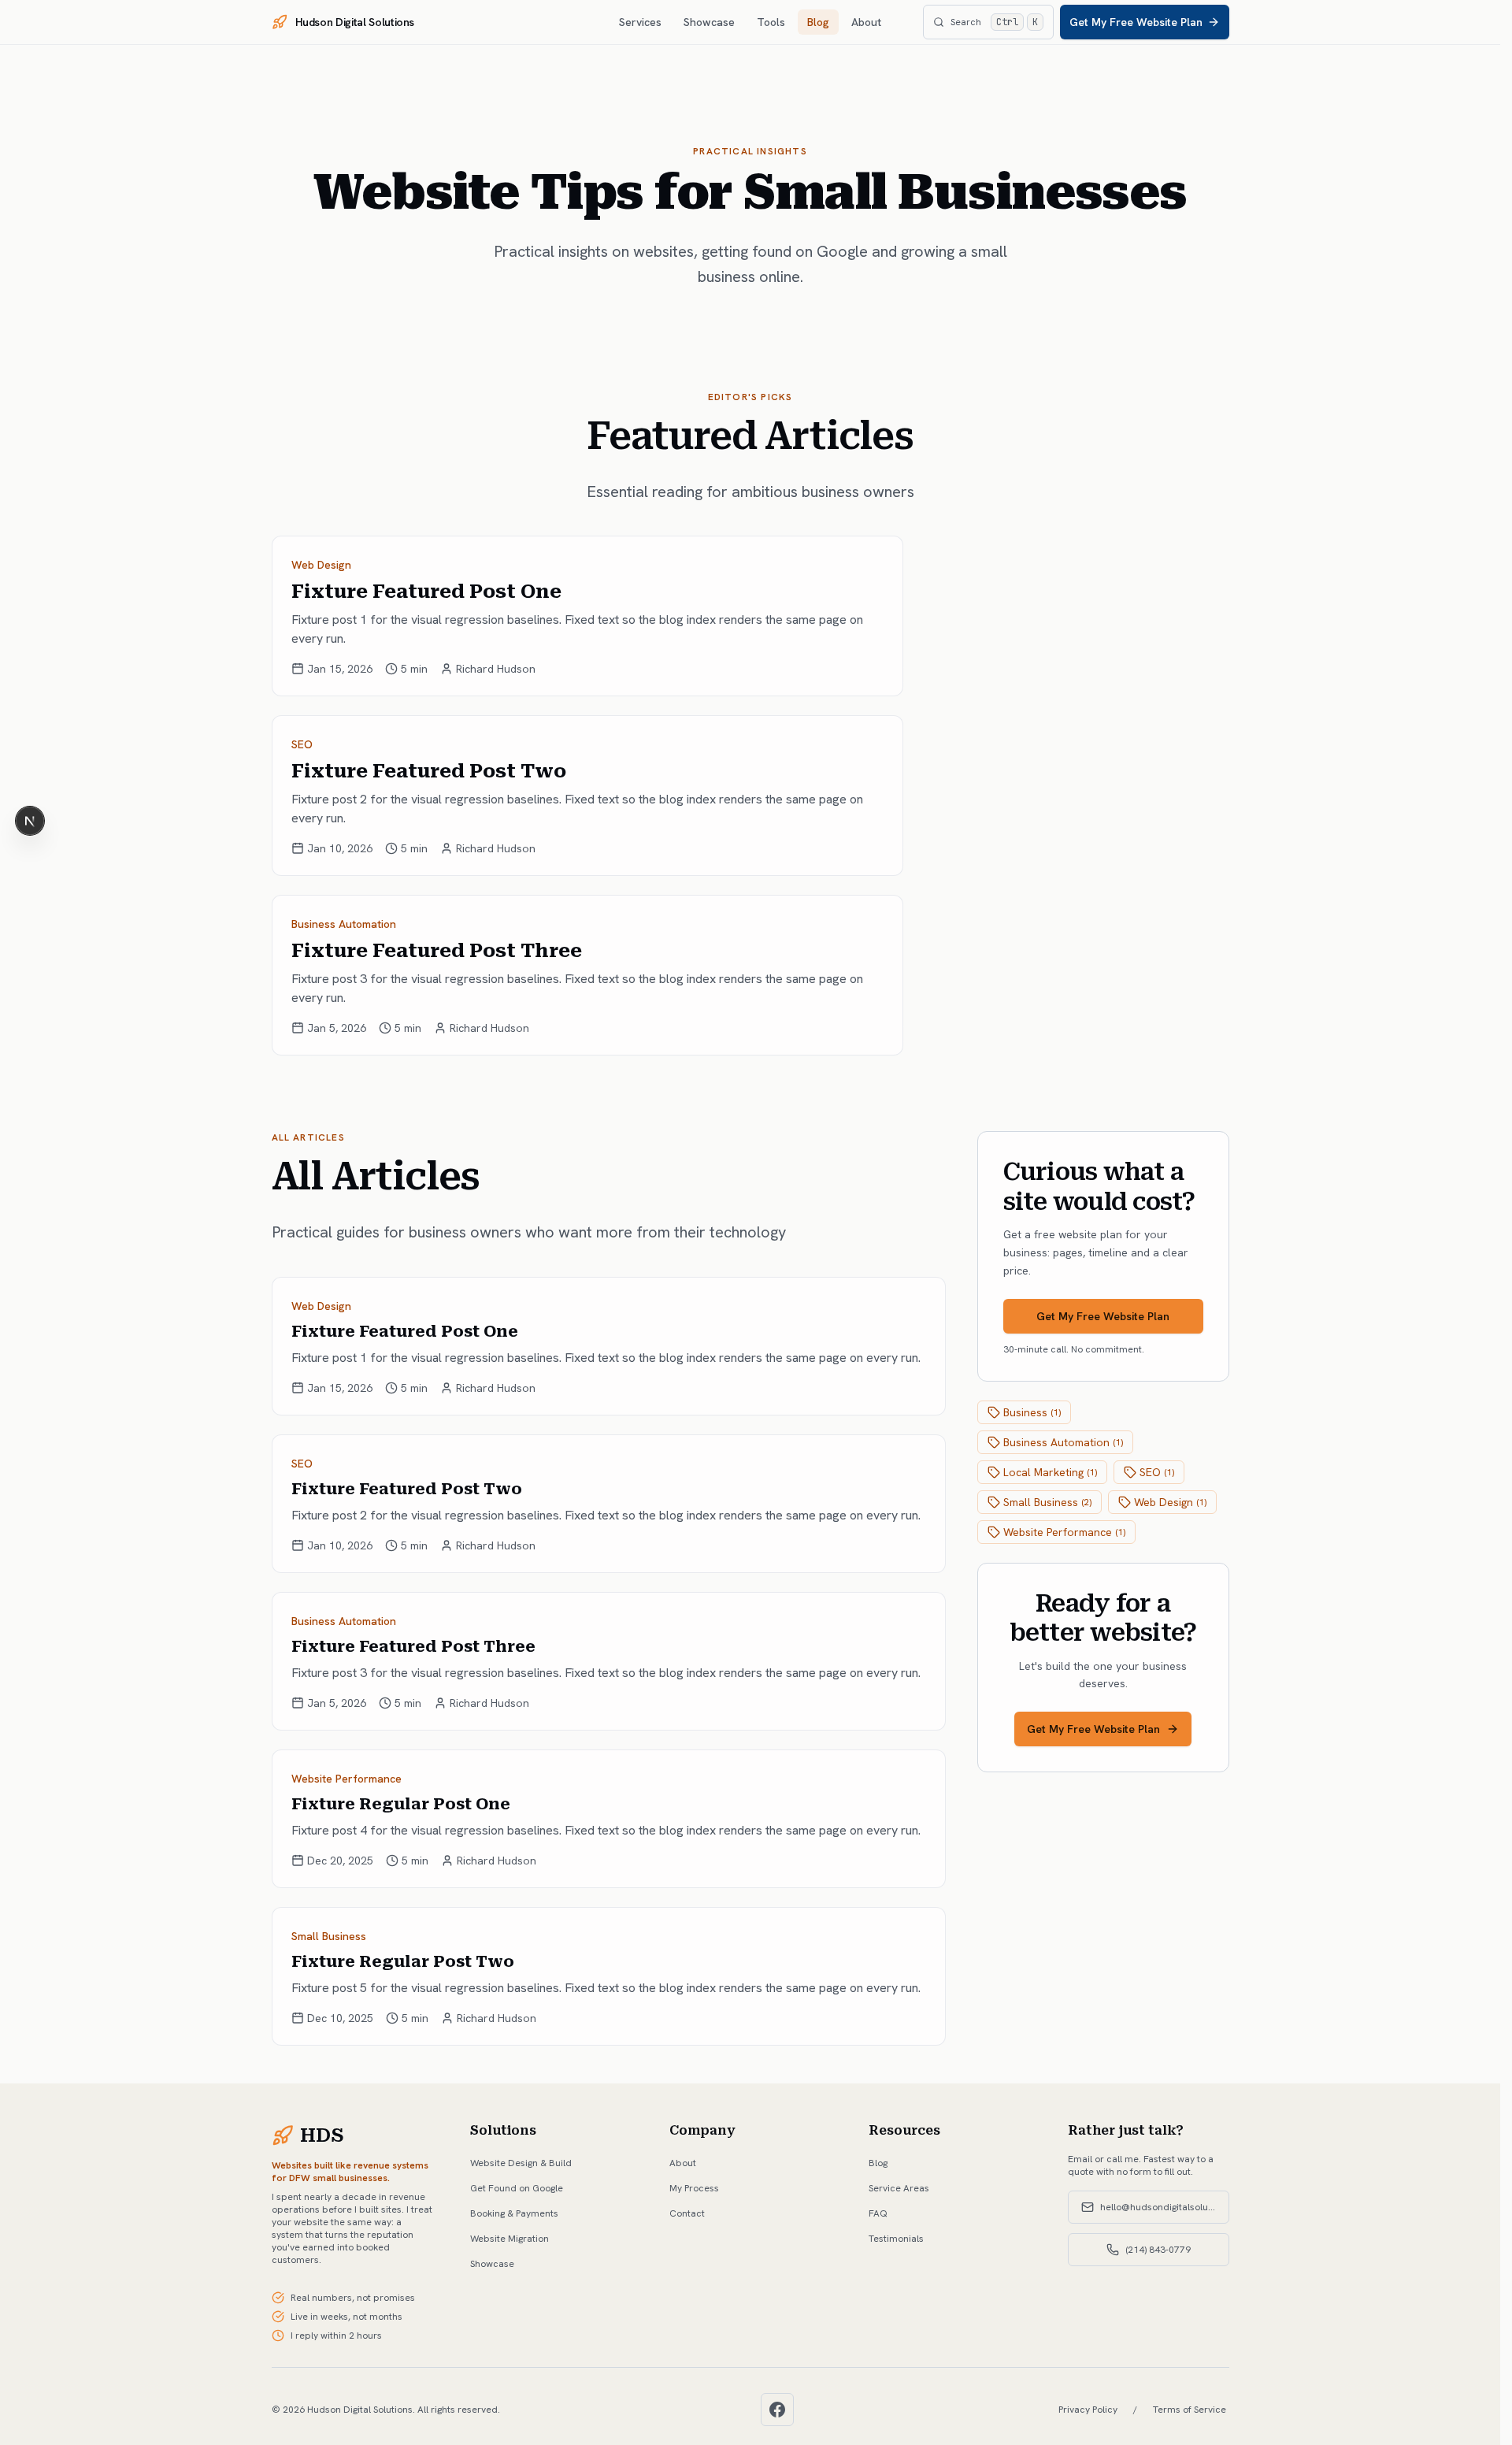 Hudson Digital Solutions
Services
Showcase
Tools
Blog
About
Search Ctrl K
Get My Free Website Plan
PRACTICAL INSIGHTS
Website Tips for Small Businesses
Practical insights on websites, getting found on Google and growing a small
business online.
EDITOR'S PICKS
Featured Articles
Essential reading for ambitious business owners
Web Design
Fixture Featured Post One
Fixture post 1 for the visual regression baselines. Fixed text so the blog index renders the same page on
every run.
Jan 15, 2026 5 min Richard Hudson
SEO
Fixture Featured Post Two
Fixture post 2 for the visual regression baselines. Fixed text so the blog index renders the same page on
every run.
Jan 10, 2026 5 min Richard Hudson
Business Automation
Fixture Featured Post Three
Fixture post 3 for the visual regression baselines. Fixed text so the blog index renders the same page on
every run.
Jan 5, 2026 5 min Richard Hudson
N
ALL ARTICLES
All Articles
Practical guides for business owners who want more from their technology
Web Design
Fixture Featured Post One
Fixture post 1 for the visual regression baselines. Fixed text so the blog index renders the same page on every run.
Jan 15, 2026 5 min Richard Hudson
SEO
Fixture Featured Post Two
Fixture post 2 for the visual regression baselines. Fixed text so the blog index renders the same page on every run.
Jan 10, 2026 5 min Richard Hudson
Business Automation
Fixture Featured Post Three
Fixture post 3 for the visual regression baselines. Fixed text so the blog index renders the same page on every run.
Jan 5, 2026 5 min Richard Hudson
Website Performance
Fixture Regular Post One
Fixture post 4 for the visual regression baselines. Fixed text so the blog index renders the same page on every run.
Dec 20, 2025 5 min Richard Hudson
Small Business
Fixture Regular Post Two
Fixture post 5 for the visual regression baselines. Fixed text so the blog index renders the same page on every run.
Dec 10, 2025 5 min Richard Hudson
Curious what a
site would cost?
Get a free website plan for your
business: pages, timeline and a clear
price.
Get My Free Website Plan
30-minute call. No commitment.
Business (1)
Business Automation (1)
Local Marketing (1) SEO (1)
Small Business (2) Web Design (1)
Website Performance (1)
Ready for a
better website?
Let's build the one your business
deserves.
Get My Free Website Plan
HDS
Websites built like revenue systems
for DFW small businesses.
I spent nearly a decade in revenue
operations before I built sites. I treat
your website the same way: a
system that turns the reputation
you've earned into booked
customers.
Real numbers, not promises
Live in weeks, not months
I reply within 2 hours
Solutions
Website Design & Build
Get Found on Google
Booking & Payments
Website Migration
Showcase
Company
About
My Process
Contact
Resources
Blog
Service Areas
FAQ
Testimonials
Rather just talk?
Email or call me. Fastest way to a
quote with no form to fill out.
hello@hudsondigitalsolu...
(214) 843-0779
© 2026 Hudson Digital Solutions. All rights reserved.
Privacy Policy / Terms of Service